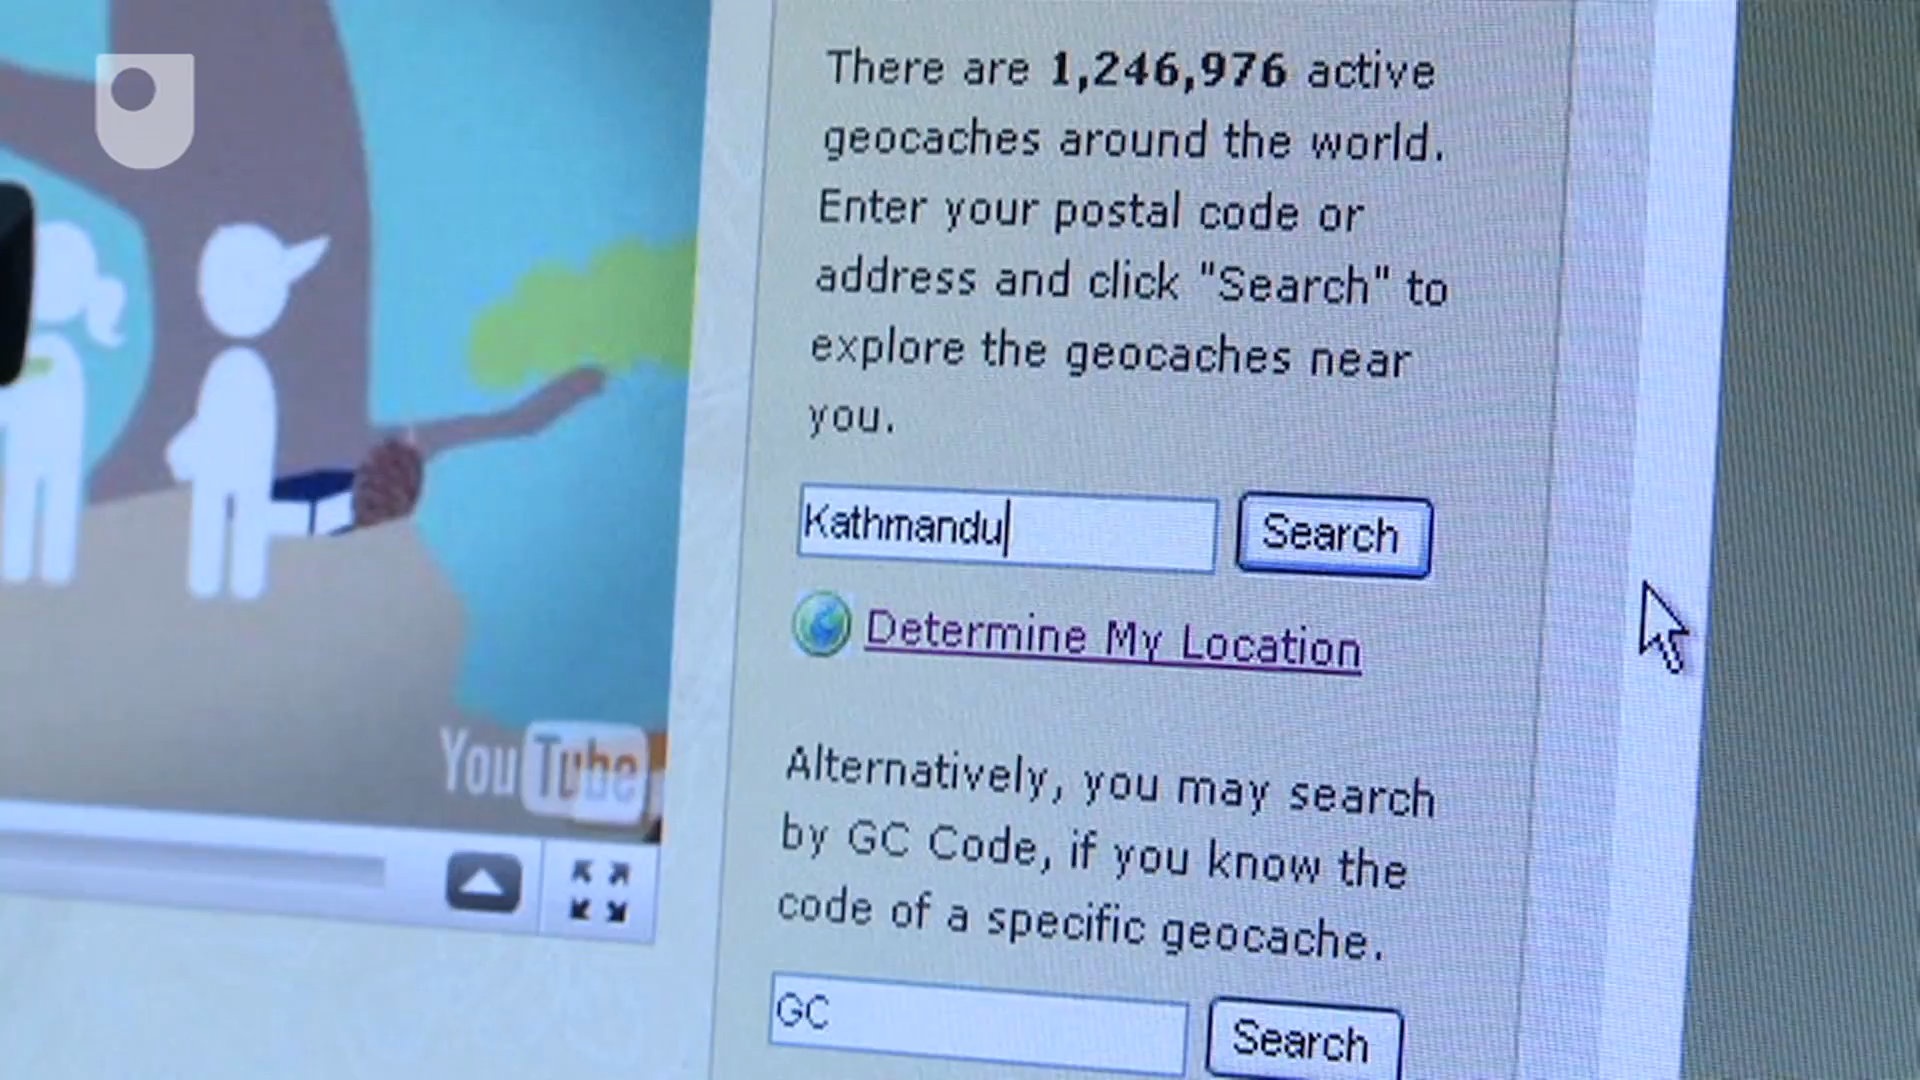 There are 1,246,976 active
geocaches around the world.
Enter your postal code or
address and click "Search" to
explore the geocaches near
you.
Kathmandu
Search
Determine My Location
Alternatively, you may search
by GC Code, if you know the
code of a specific geocache.
GC
Search
YouTube